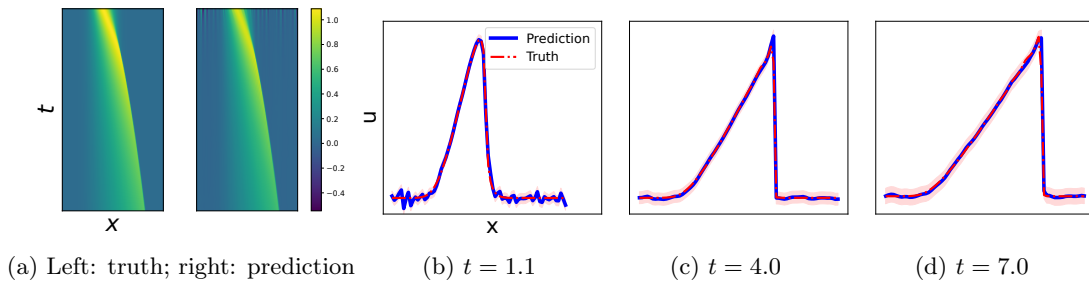 t
x
1.0
0.8
0.6
0.4
0.2
0.0
−0.2
−0.4
u
x
Prediction
Truth
(a) Left: truth; right: prediction
(b) t = 1.1
(c) t = 4.0
(d) t = 7.0